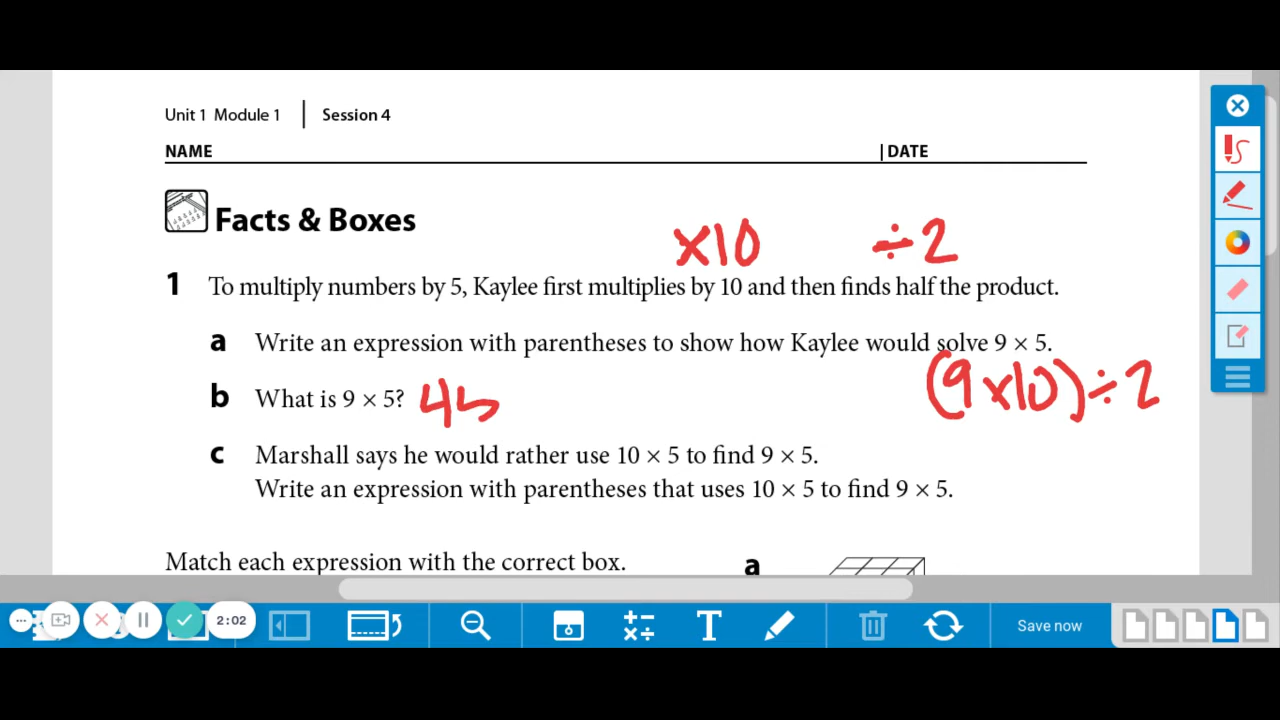 Unit 1 Module 1 | Session 4
NAME | DATE
Facts & Boxes
×10 ÷2
1 To multiply numbers by 5, Kaylee first multiplies by 10 and then finds half the product.
a Write an expression with parentheses to show how Kaylee would solve 9 × 5.
(9×10)÷2
b What is 9 × 5? 45
c Marshall says he would rather use 10 × 5 to find 9 × 5.
Write an expression with parentheses that uses 10 × 5 to find 9 × 5.
Match each expression with the correct box. a
2:02 T Save now